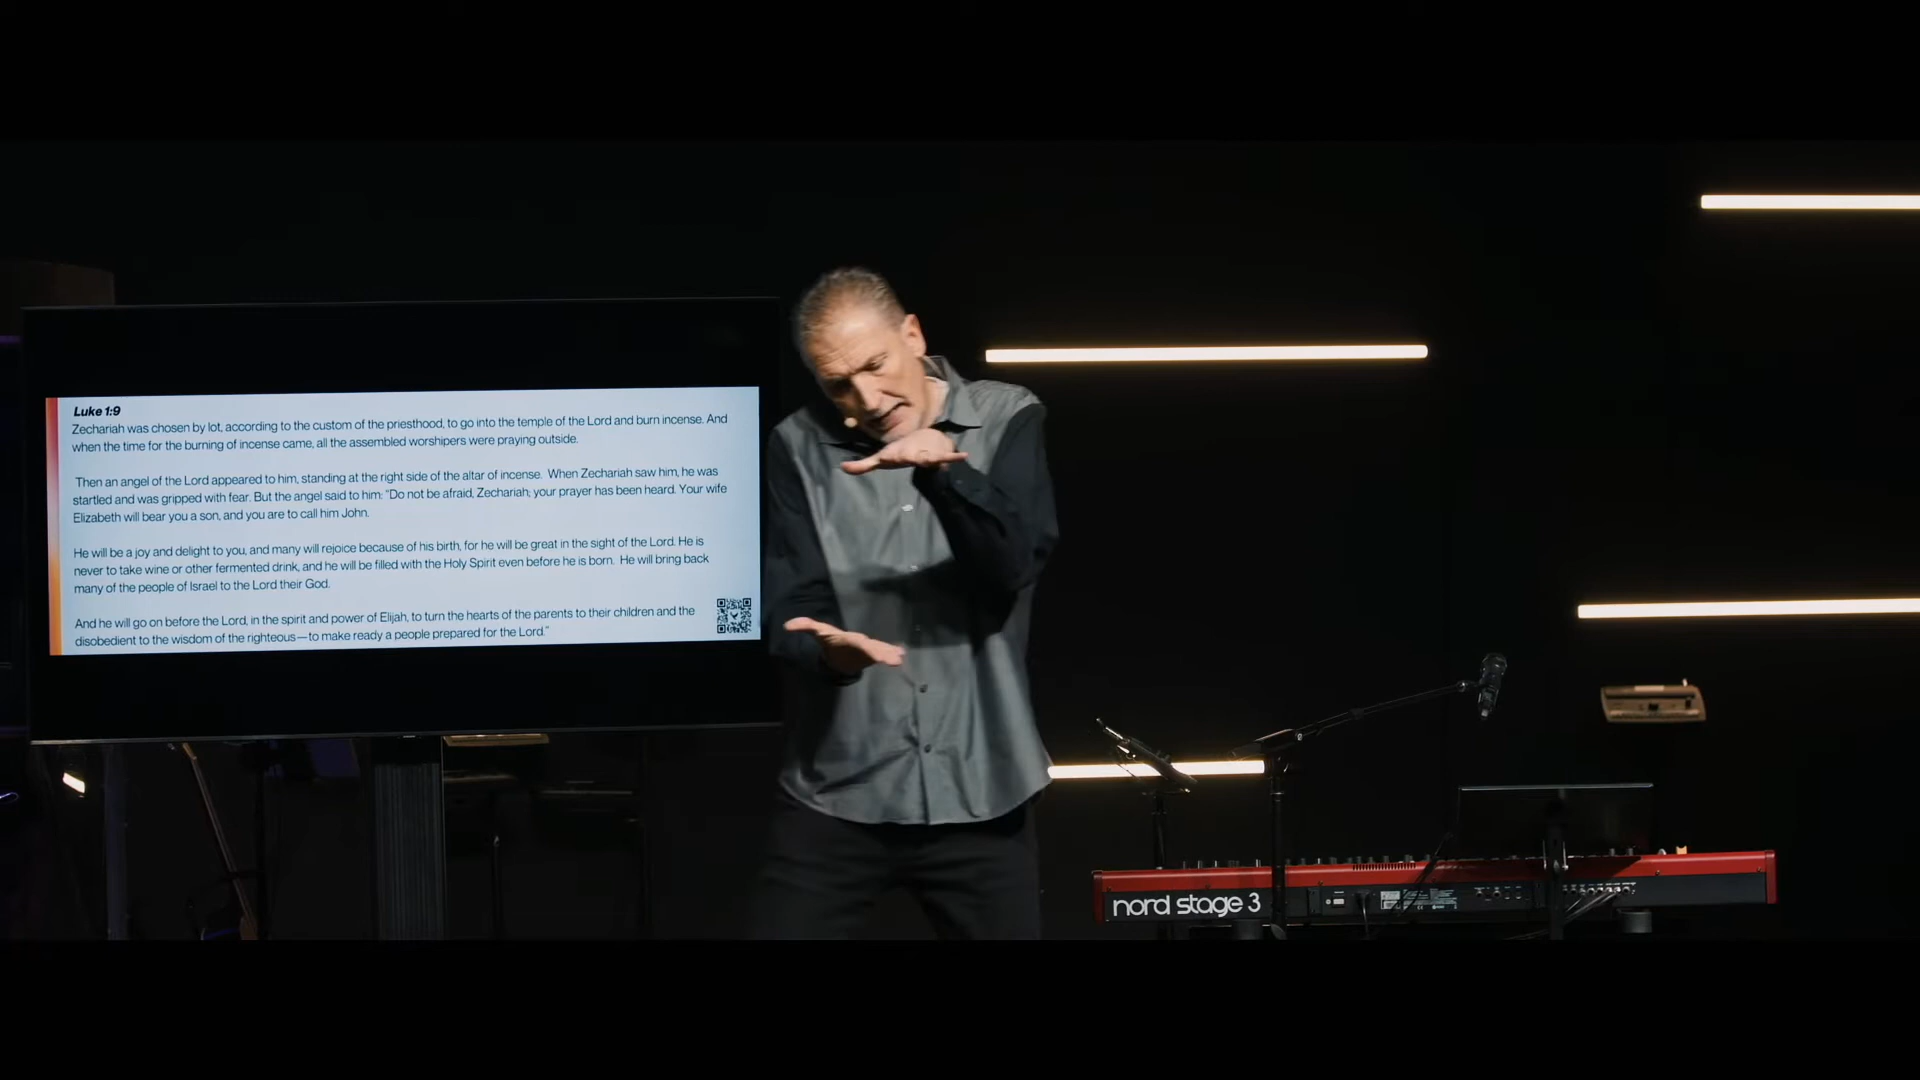 Luke 1:9
Zechariah was chosen by lot, according to the custom of the priesthood, to go into the temple of the Lord and burn incense. And
when the time for the burning of incense came, all the assembled worshipers were praying outside.
Then an angel of the Lord appeared to him, standing at the right side of the altar of incense. When Zechariah saw him, he was
startled and was gripped with fear. But the angel said to him: “Do not be afraid, Zechariah; your prayer has been heard. Your wife
Elizabeth will bear you a son, and you are to call him John.
He will be a joy and delight to you, and many will rejoice because of his birth, for he will be great in the sight of the Lord. He is
never to take wine or other fermented drink, and he will be filled with the Holy Spirit even before he is born. He will bring back
many of the people of Israel to the Lord their God.
And he will go on before the Lord, in the spirit and power of Elijah, to turn the hearts of the parents to their children and the
disobedient to the wisdom of the righteous—to make ready a people prepared for the Lord.”
nord stage 3